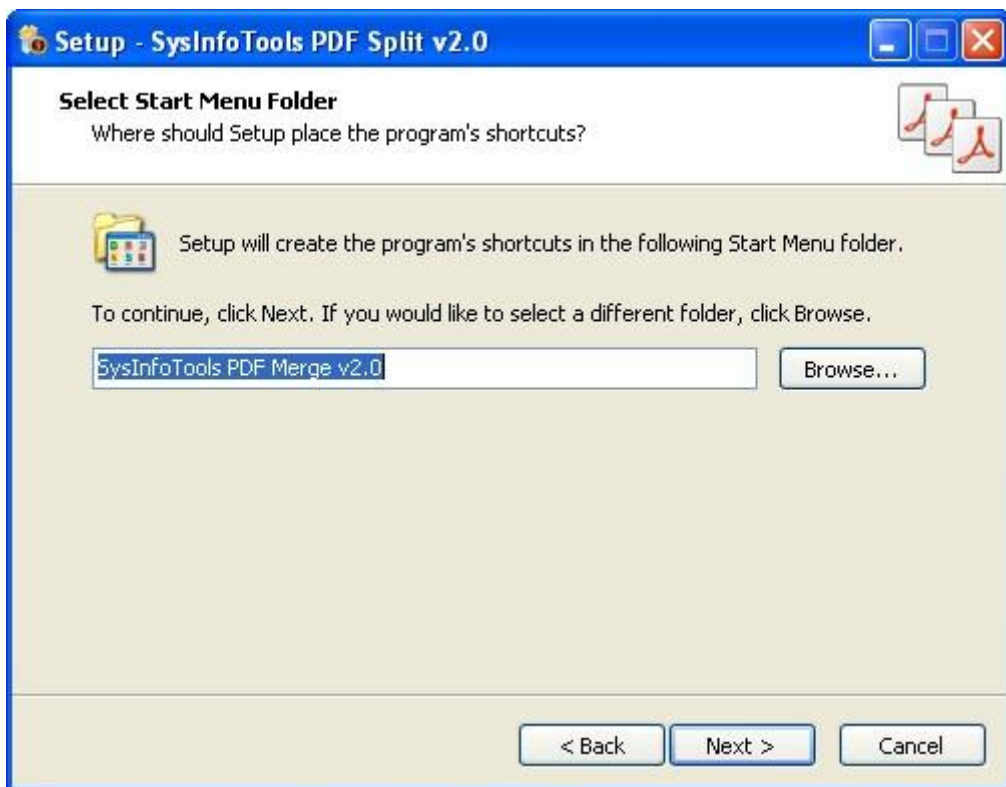 Setup - SysInfoTools PDF Split v2.0
Select Start Menu Folder
Where should Setup place the program's shortcuts?
Setup will create the program's shortcuts in the following Start Menu folder.
To continue, click Next. If you would like to select a different folder, click Browse.
SysInfoTools PDF Merge v2.0
Browse...
< Back
Next >
Cancel